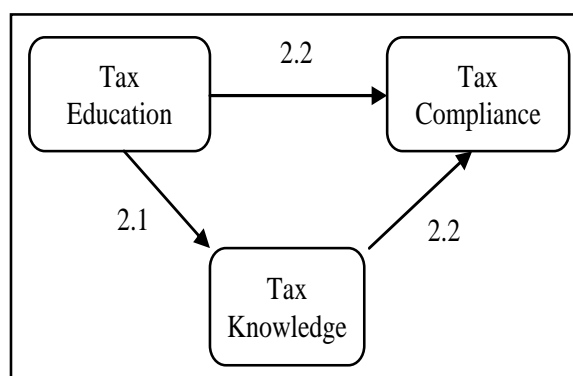 Tax
Education
2.2
Tax
Compliance
2.1
2.2
Tax
Knowledge